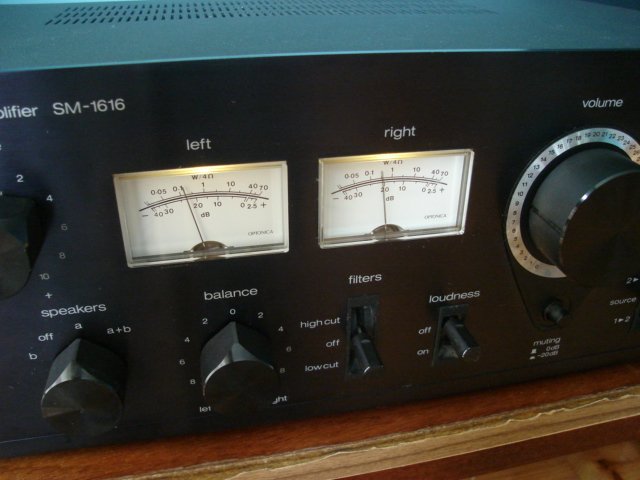 plifier SM-1616
volume
left
right
W/4Ω
0.05 0.1 1 10 40 70
- 40 30 20 10 0 2.5 +
dB
OPTONICA
W/4Ω
0.05 0.1 1 10 40 70
- 40 30 20 10 0 2.5 +
dB
OPTONICA
2
4
6
8
10
+
speakers
off a a+b
b
balance
2 0 2
4 4
6 6
8 8
filters
high cut
off
low cut
loudness
off
on
muting
0dB
-20dB
source
1►2
2►